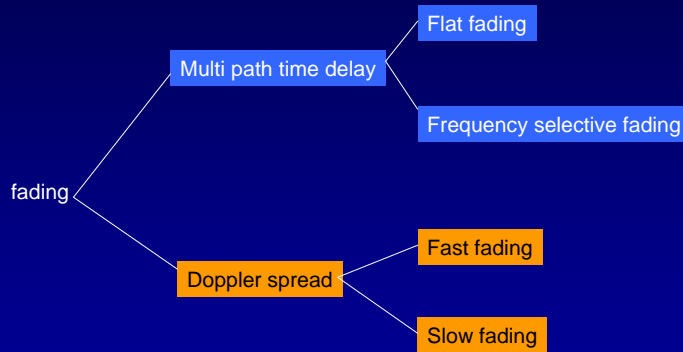 Flat fading
Multi path time delay
Frequency selective fading
fading
Fast fading
Doppler spread
Slow fading